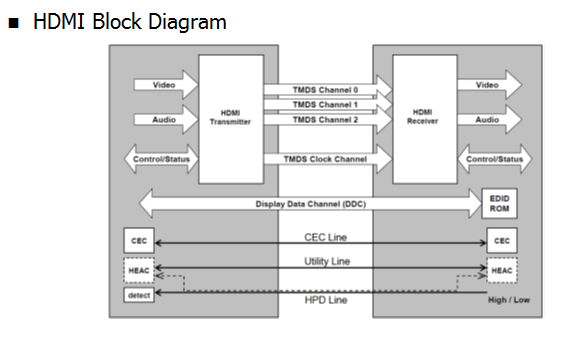 ■ HDMI Block Diagram
Video
Audio
Control/Status
HDMI
Transmitter
TMDS Channel 0
TMDS Channel 1
TMDS Channel 2
TMDS Clock Channel
HDMI
Receiver
Video
Audio
Control/Status
Display Data Channel (DDC)
EDID
ROM
CEC
CEC Line
CEC
HEAC
Utility Line
HEAC
detect
HPD Line
High / Low